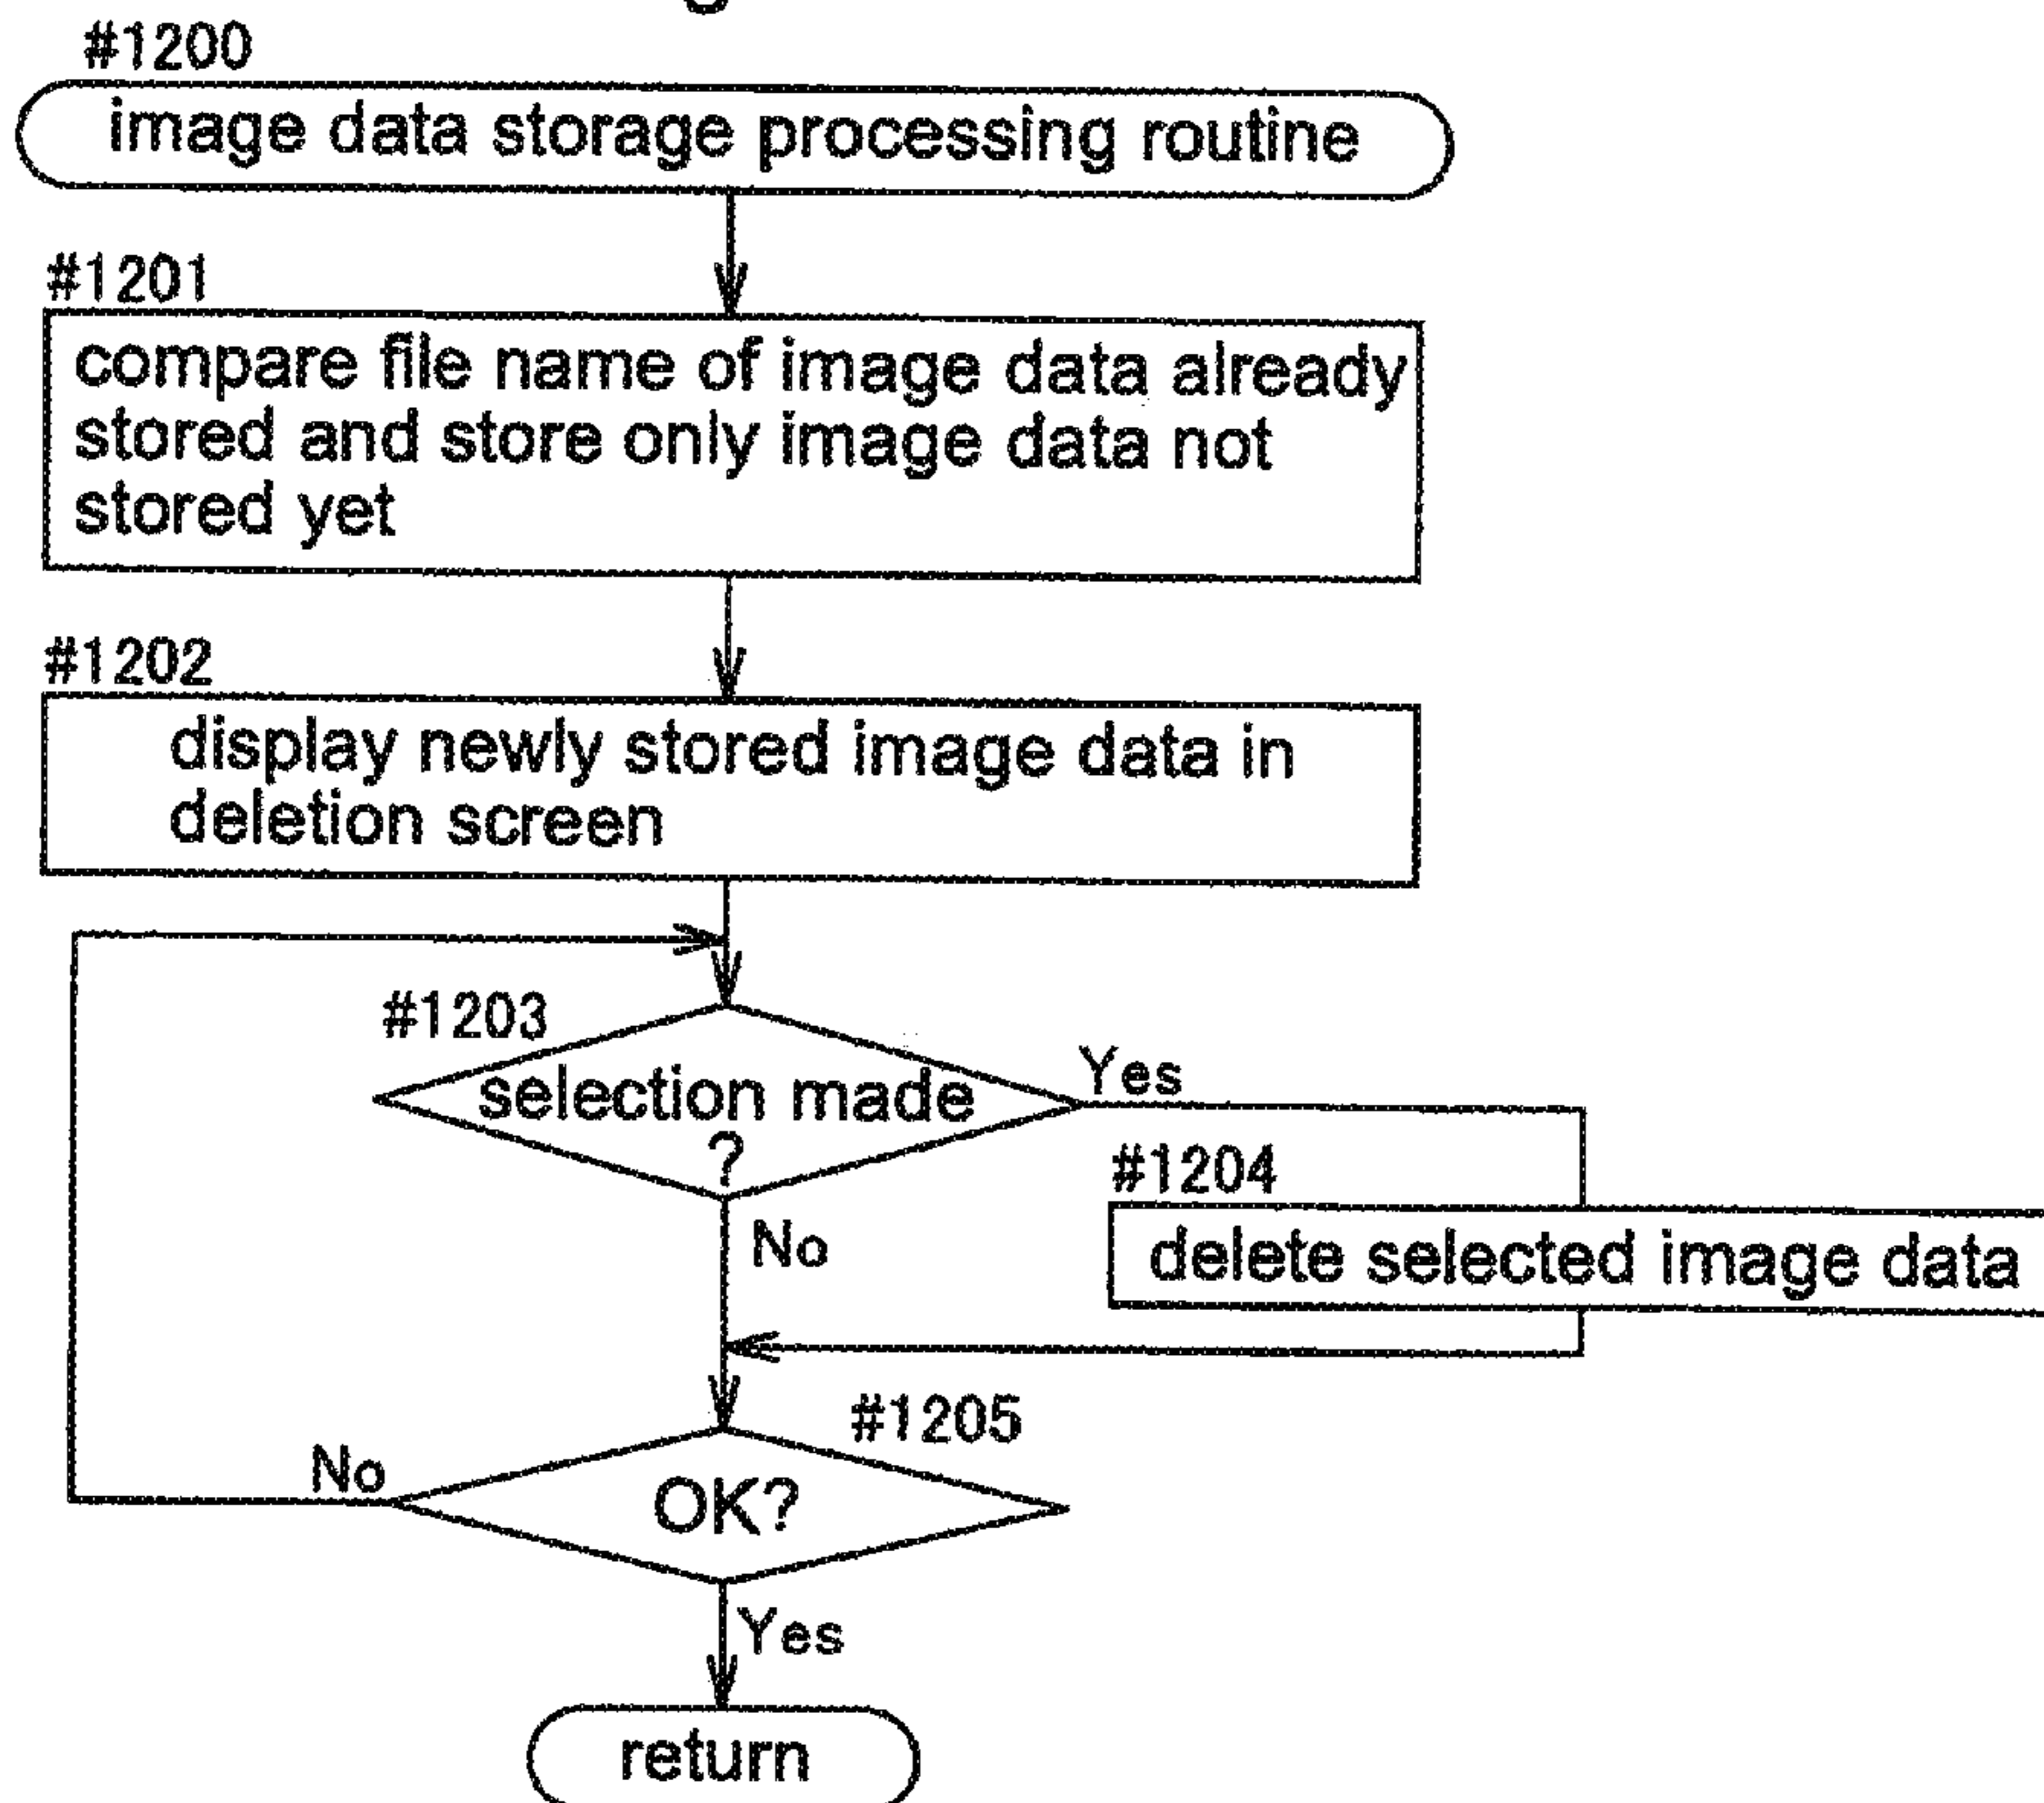 #1200
image data storage processing routine
#1201
compare file name of image data already
stored and store only image data not
stored yet
#1202
display newly stored image data in
deletion screen
#1203
selection made
?
Yes
#1204
delete selected image data
No
#1205
OK?
No
Yes
return